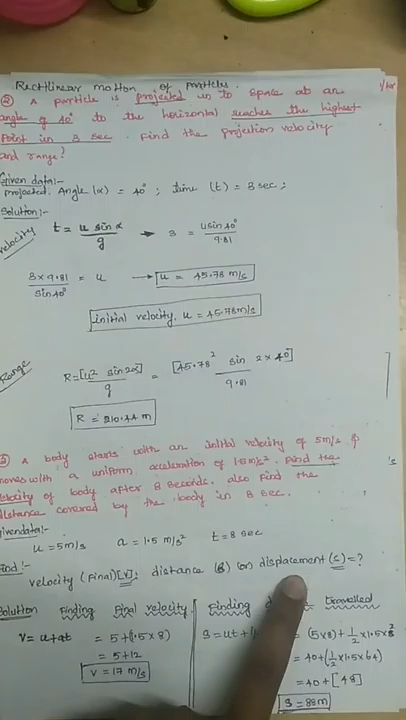 Rectilinear motion of particles.
② A particle is projected in to space at an
angle of 40° to the horizontal reaches the highest
Point in 3 sec. Find the projection velocity
and range?
Given data:-
projected Angle (α) = 40° ; time (t) = 3 sec ;
Solution:-
velocity
t = u sin α / g → 3 = u sin 40° / 9.81
3 x 9.81 / sin 40° = u → u = 45.78 m/s
initial velocity, u = 45.78 m/s
Range
R = [u² sin 2α] / g = [45.78² sin 2 x 40] / 9.81
R = 210.44 m
③ A body starts with an initial velocity of 5m/s &
moves with a uniform acceleration of 1.5 m/s². Find the
velocity of body after 8 seconds. also find the
distance covered by the body in 8 sec.
Given data:-
u = 5m/s a = 1.5 m/s² t = 8 sec
Find:-
velocity (final) [v]; distance (s) (or) displacement (s) = ?
Solution Finding Final velocity.
v = u + at = 5 + (1.5 x 8)
= 5 + 12
v = 17 m/s
Finding Travelled
s = ut + = (5x8) + 1/2 x 1.5 x 8²
= 40 + (1/2 x 1.5 x 64)
= 40 + [48]
s = 88m